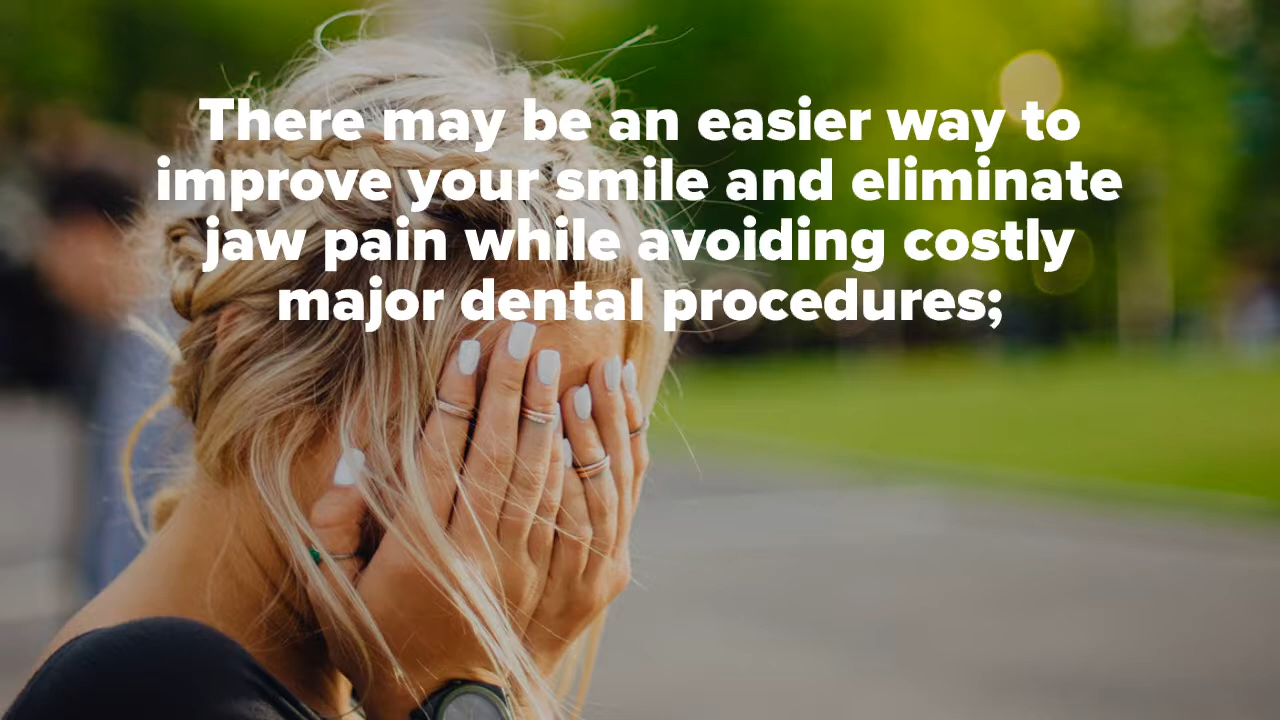 There may be an easier way to
improve your smile and eliminate
jaw pain while avoiding costly
major dental procedures;